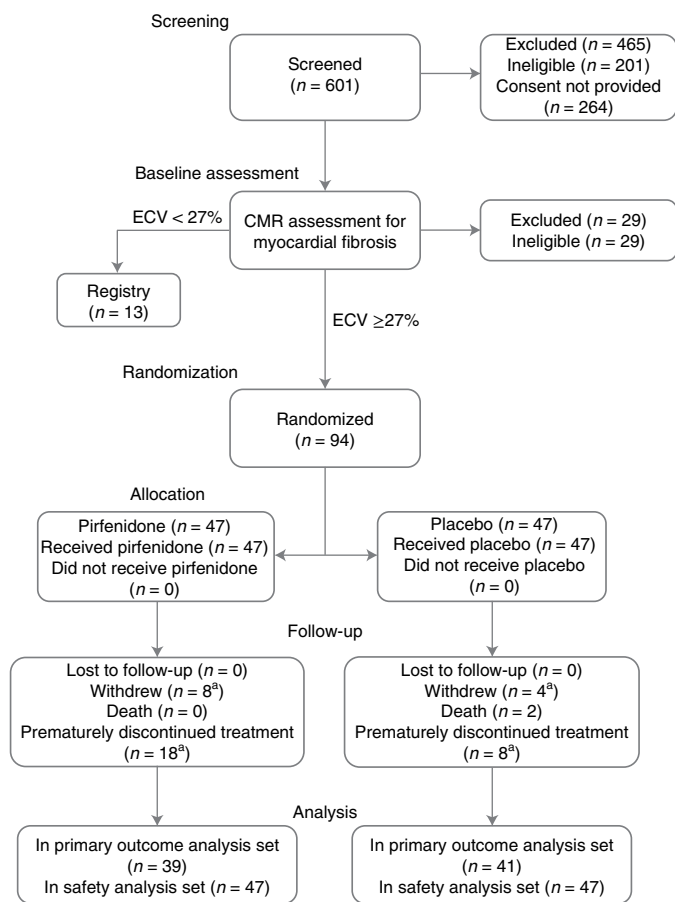 Screening
Screened
(n = 601)
Excluded (n = 465)
Ineligible (n = 201)
Consent not provided
(n = 264)
Baseline assessment
ECV < 27%
CMR assessment for
myocardial fibrosis
Excluded (n = 29)
Ineligible (n = 29)
Registry
(n = 13)
ECV ≥27%
Randomization
Randomized
(n = 94)
Allocation
Pirfenidone (n = 47)
Received pirfenidone (n = 47)
Did not receive pirfenidone
(n = 0)
Placebo (n = 47)
Received placebo (n = 47)
Did not receive placebo
(n = 0)
Follow-up
Lost to follow-up (n = 0)
Withdrew (n = 8ᵃ)
Death (n = 0)
Prematurely discontinued treatment
(n = 18ᵃ)
Lost to follow-up (n = 0)
Withdrew (n = 4ᵃ)
Death (n = 2)
Prematurely discontinued treatment
(n = 8ᵃ)
Analysis
In primary outcome analysis set
(n = 39)
In safety analysis set (n = 47)
In primary outcome analysis set
(n = 41)
In safety analysis set (n = 47)